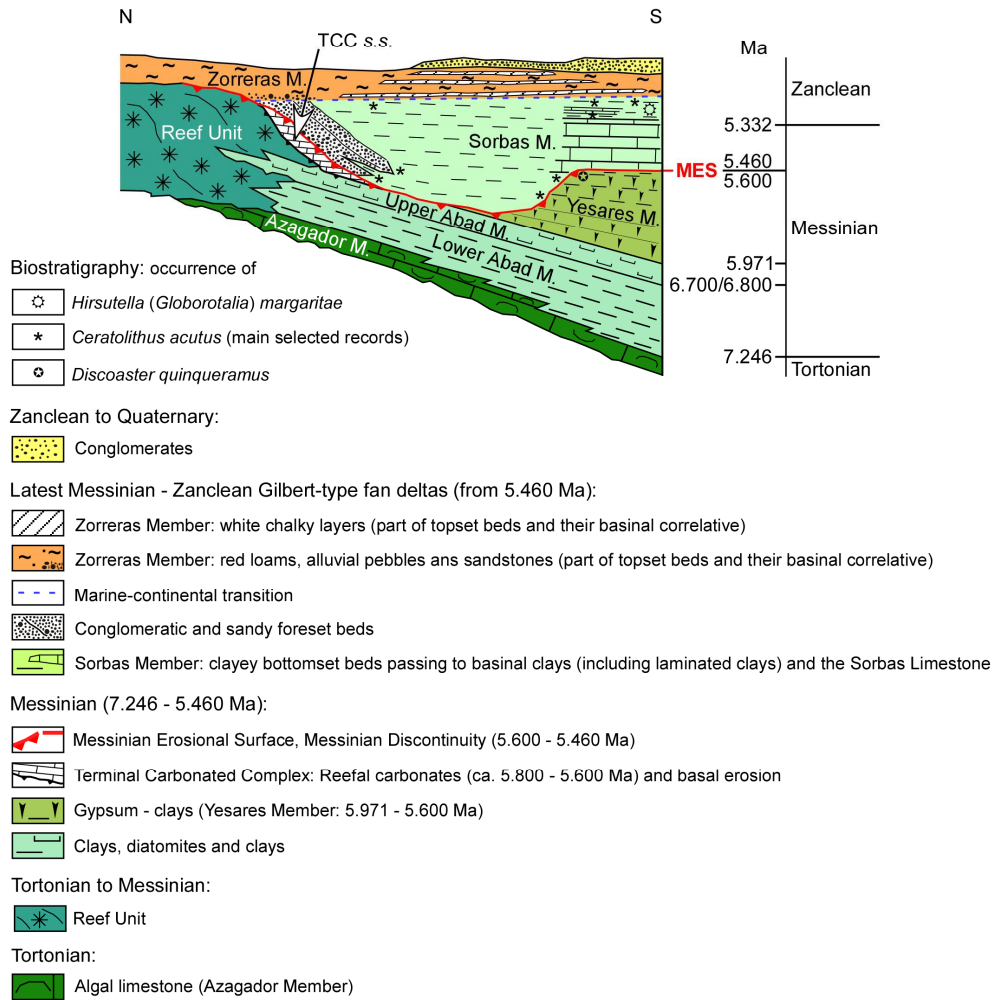 N
S
TCC s.s.
Ma
Zorreras M.
Zanclean
Reef Unit
Sorbas M.
5.332
MES
5.460
5.600
Upper Abad M.
Yesares M.
Azagador M.
Lower Abad M.
Messinian
5.971
6.700/6.800
7.246
Tortonian
Biostratigraphy: occurrence of
Hirsutella (Globorotalia) margaritae
Ceratolithus acutus (main selected records)
Discoaster quinqueramus
Zanclean to Quaternary:
Conglomerates
Latest Messinian - Zanclean Gilbert-type fan deltas (from 5.460 Ma):
Zorreras Member: white chalky layers (part of topset beds and their basinal correlative)
Zorreras Member: red loams, alluvial pebbles ans sandstones (part of topset beds and their basinal correlative)
Marine-continental transition
Conglomeratic and sandy foreset beds
Sorbas Member: clayey bottomset beds passing to basinal clays (including laminated clays) and the Sorbas Limestone
Messinian (7.246 - 5.460 Ma):
Messinian Erosional Surface, Messinian Discontinuity (5.600 - 5.460 Ma)
Terminal Carbonated Complex: Reefal carbonates (ca. 5.800 - 5.600 Ma) and basal erosion
Gypsum - clays (Yesares Member: 5.971 - 5.600 Ma)
Clays, diatomites and clays
Tortonian to Messinian:
Reef Unit
Tortonian:
Algal limestone (Azagador Member)